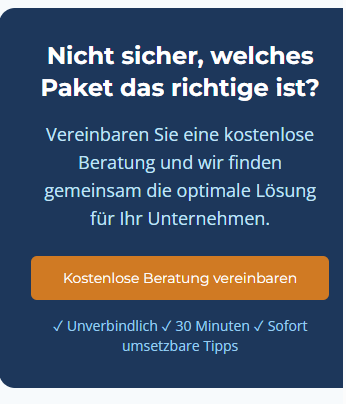 Nicht sicher, welches
Paket das richtige ist?
Vereinbaren Sie eine kostenlose
Beratung und wir finden
gemeinsam die optimale Lösung
für Ihr Unternehmen.
Kostenlose Beratung vereinbaren
✓ Unverbindlich ✓ 30 Minuten ✓ Sofort
umsetzbare Tipps